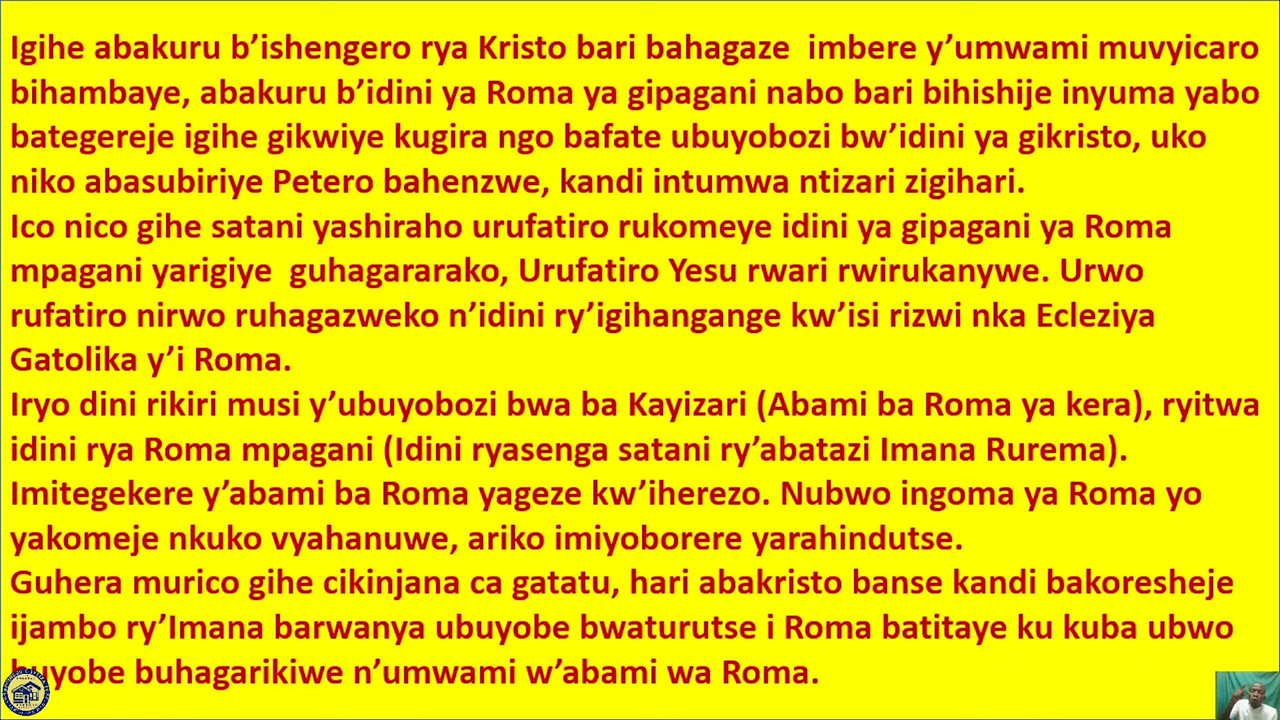 Igihe abakuru b’ishengero rya Kristo bari bahagaze imbere y’umwami muvyicaro
bihambaye, abakuru b’idini ya Roma ya gipagani nabo bari bihishije inyuma yabo
bategereje igihe gikwiye kugira ngo bafate ubuyobozi bw’idini ya gikristo, uko
niko abasubiriye Petero bahenzwe, kandi intumwa ntizari zigihari.
Ico nico gihe satani yashiraho urufatiro rukomeye idini ya gipagani ya Roma
mpagani yarigiye guhagararako, Urufatiro Yesu rwari rwirukanywe. Urwo
rufatiro nirwo ruhagazweko n’idini ry’igihangange kw’isi rizwi nka Ecleziya
Gatolika y’i Roma.
Iryo dini rikiri musi y’ubuyobozi bwa ba Kayizari (Abami ba Roma ya kera), ryitwa
idini rya Roma mpagani (Idini ryasenga satani ry’abatazi Imana Rurema).
Imitegekere y’abami ba Roma yageze kw’iherezo. Nubwo ingoma ya Roma yo
yakomeje nkuko vyahanuwe, ariko imiyoborere yarahindutse.
Guhera murico gihe cikinjana ca gatatu, hari abakristo banse kandi bakoresheje
ijambo ry’Imana barwanya ubuyobe bwaturutse i Roma batitaye ku kuba ubwo
buyobe buhagarikiwe n’umwami w’abami wa Roma.